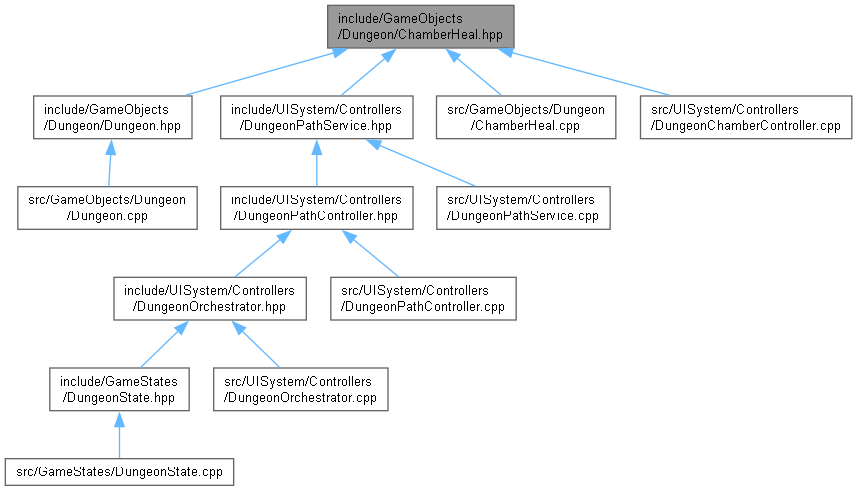 include/GameObjects
/Dungeon/ChamberHeal.hpp
include/GameObjects
/Dungeon/Dungeon.hpp
include/UISystem/Controllers
/DungeonPathService.hpp
src/GameObjects/Dungeon
/ChamberHeal.cpp
src/UISystem/Controllers
/DungeonChamberController.cpp
src/GameObjects/Dungeon
/Dungeon.cpp
include/UISystem/Controllers
/DungeonPathController.hpp
src/UISystem/Controllers
/DungeonPathService.cpp
include/UISystem/Controllers
/DungeonOrchestrator.hpp
src/UISystem/Controllers
/DungeonPathController.cpp
include/GameStates
/DungeonState.hpp
src/UISystem/Controllers
/DungeonOrchestrator.cpp
src/GameStates/DungeonState.cpp